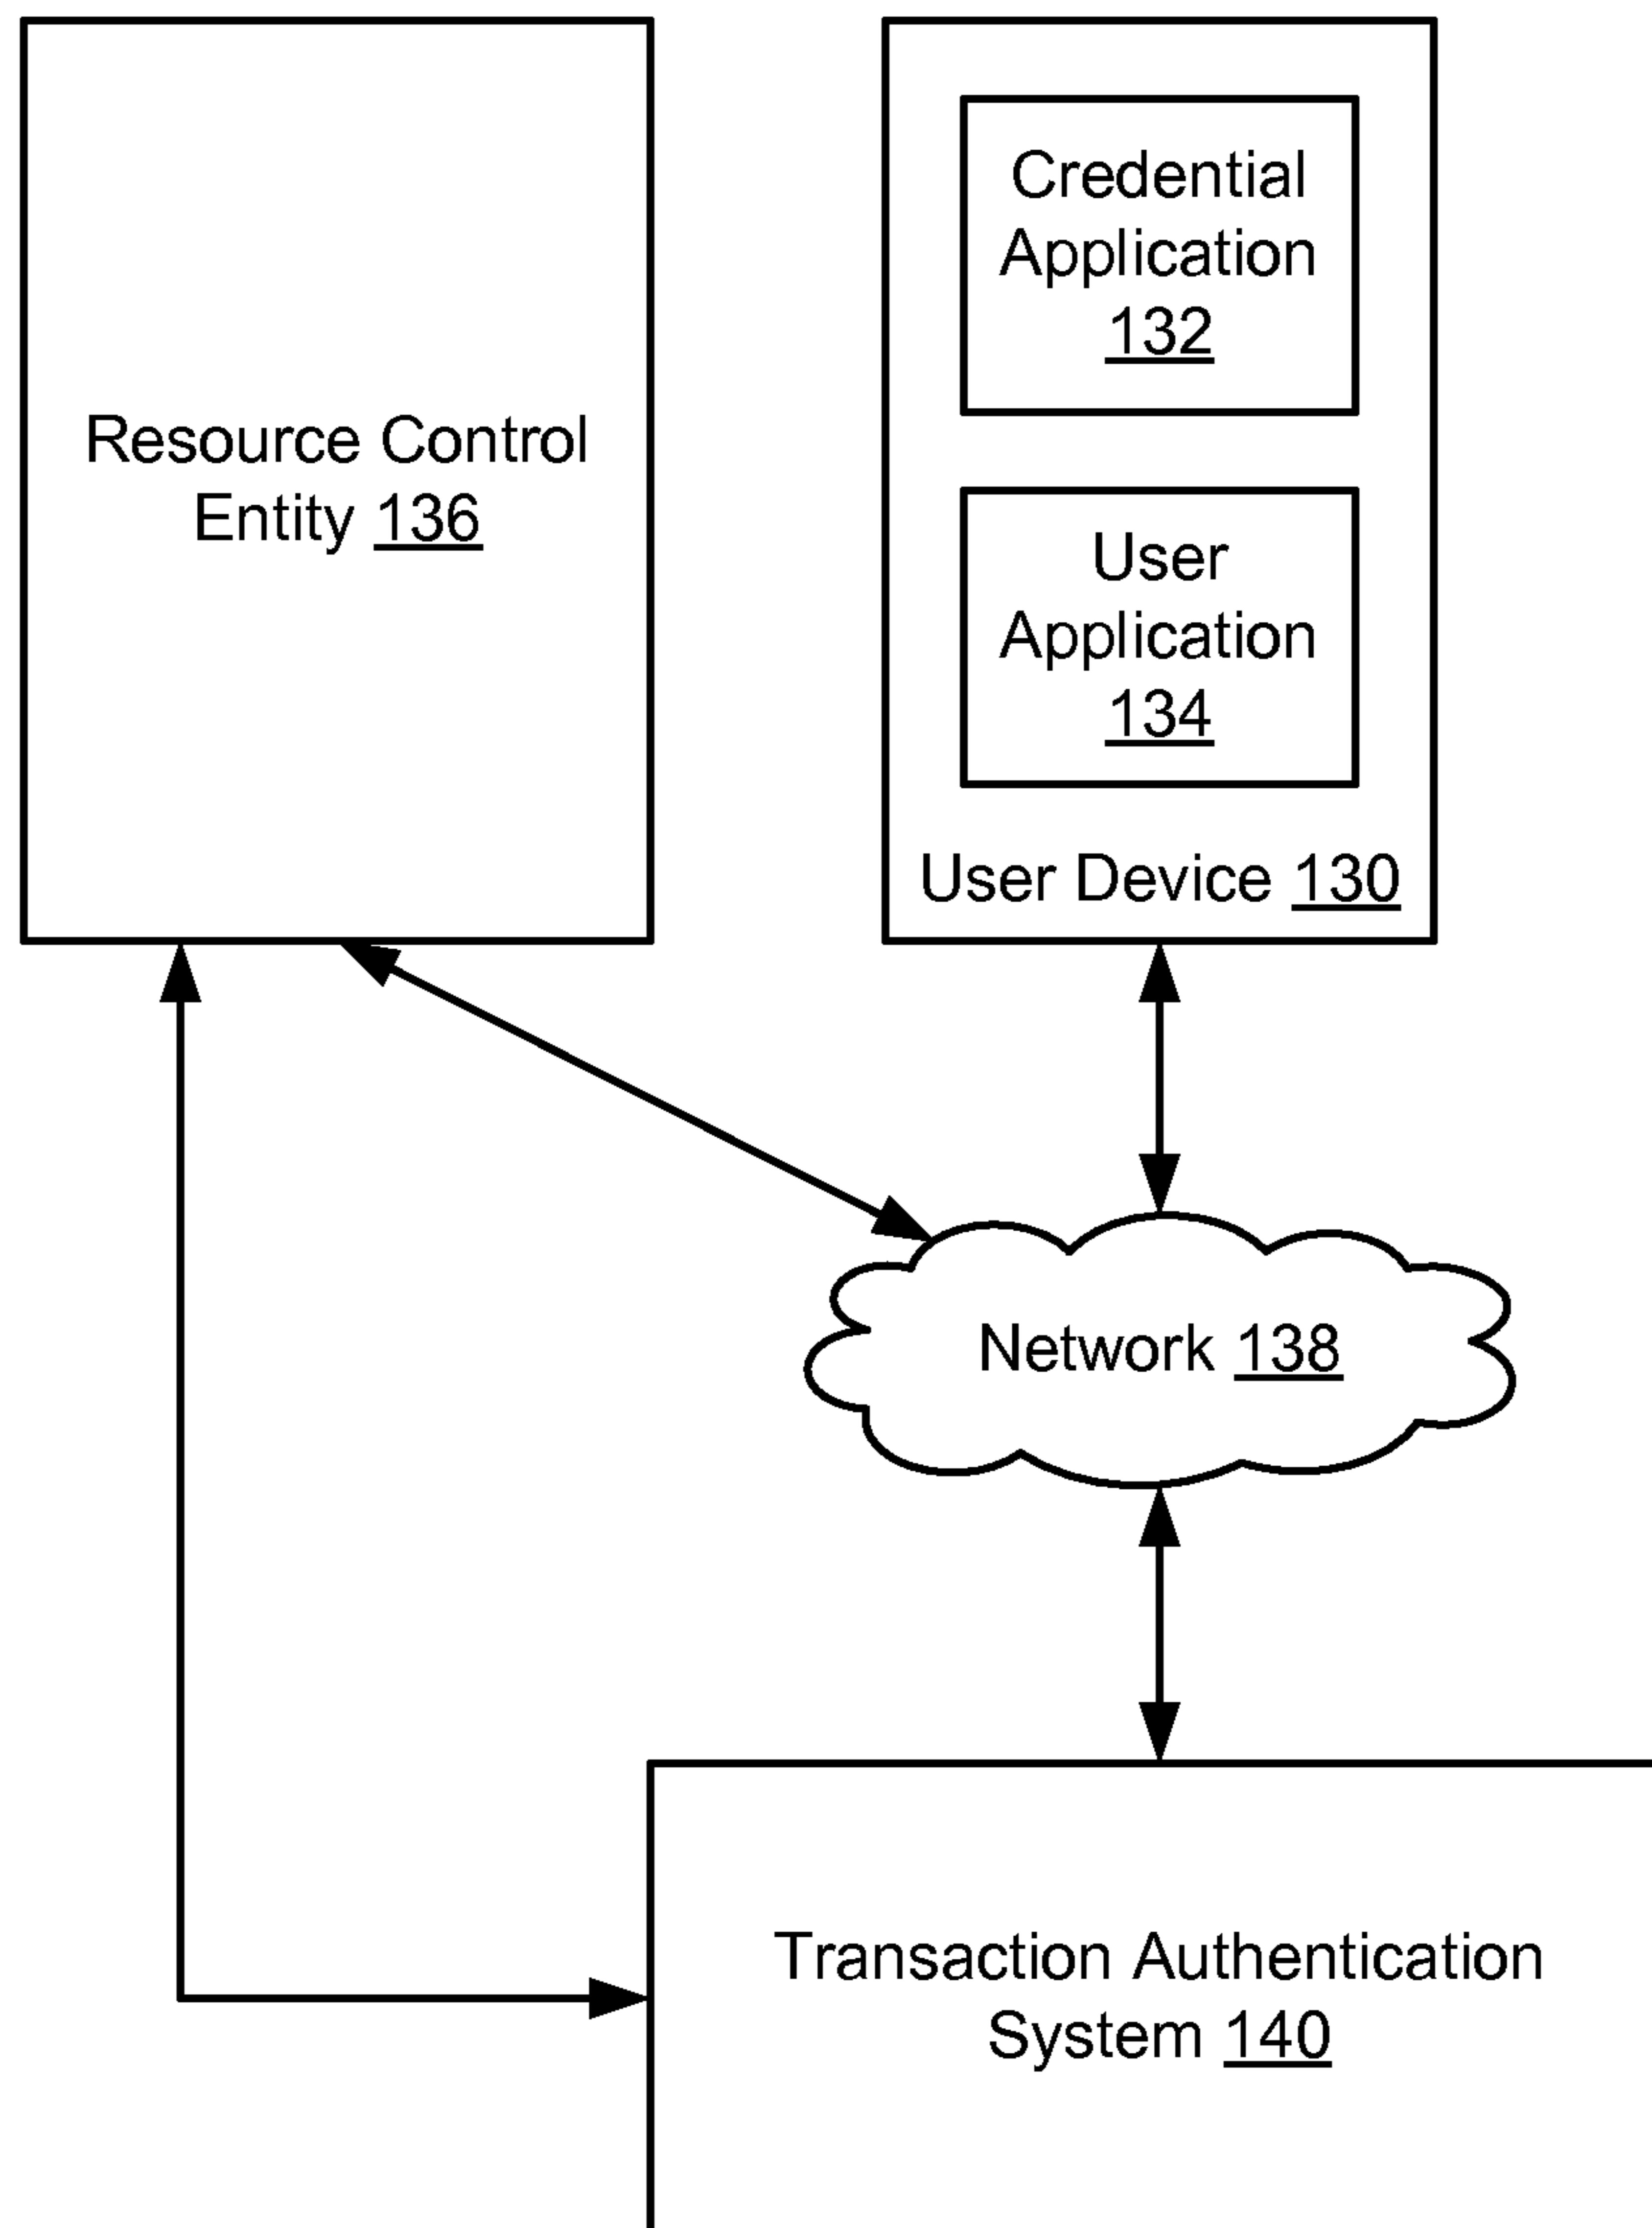 Resource Control
Entity 136
Credential
Application
132
User
Application
134
User Device 130
Network 138
Transaction Authentication
System 140